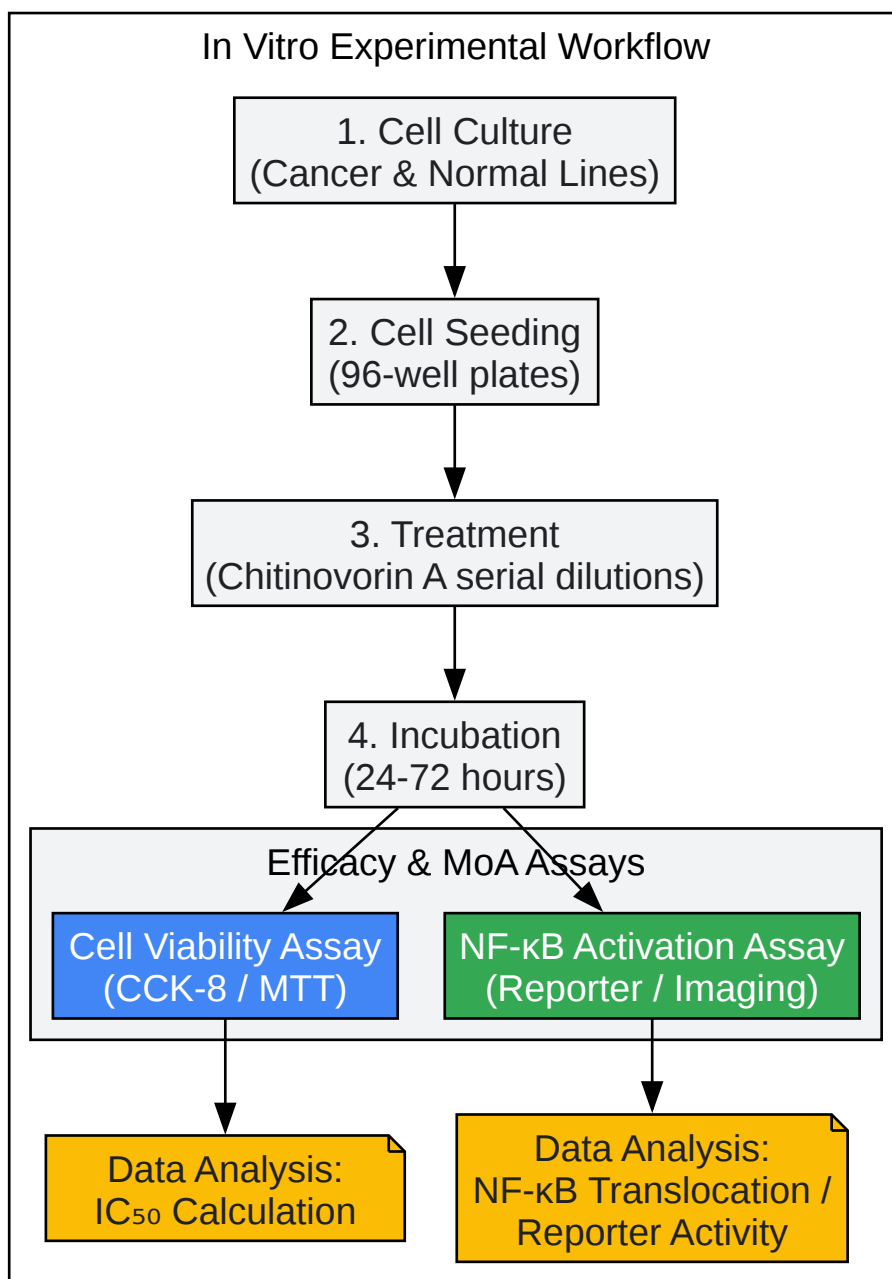 In Vitro Experimental Workflow
1. Cell Culture
(Cancer & Normal Lines)
2. Cell Seeding
(96-well plates)
3. Treatment
(Chitinovorin A serial dilutions)
4. Incubation
(24-72 hours)
Efficacy & MoA Assays
Cell Viability Assay
(CCK-8 / MTT)
NF-κB Activation Assay
(Reporter / Imaging)
Data Analysis:
IC₅₀ Calculation
Data Analysis:
NF-κB Translocation /
Reporter Activity